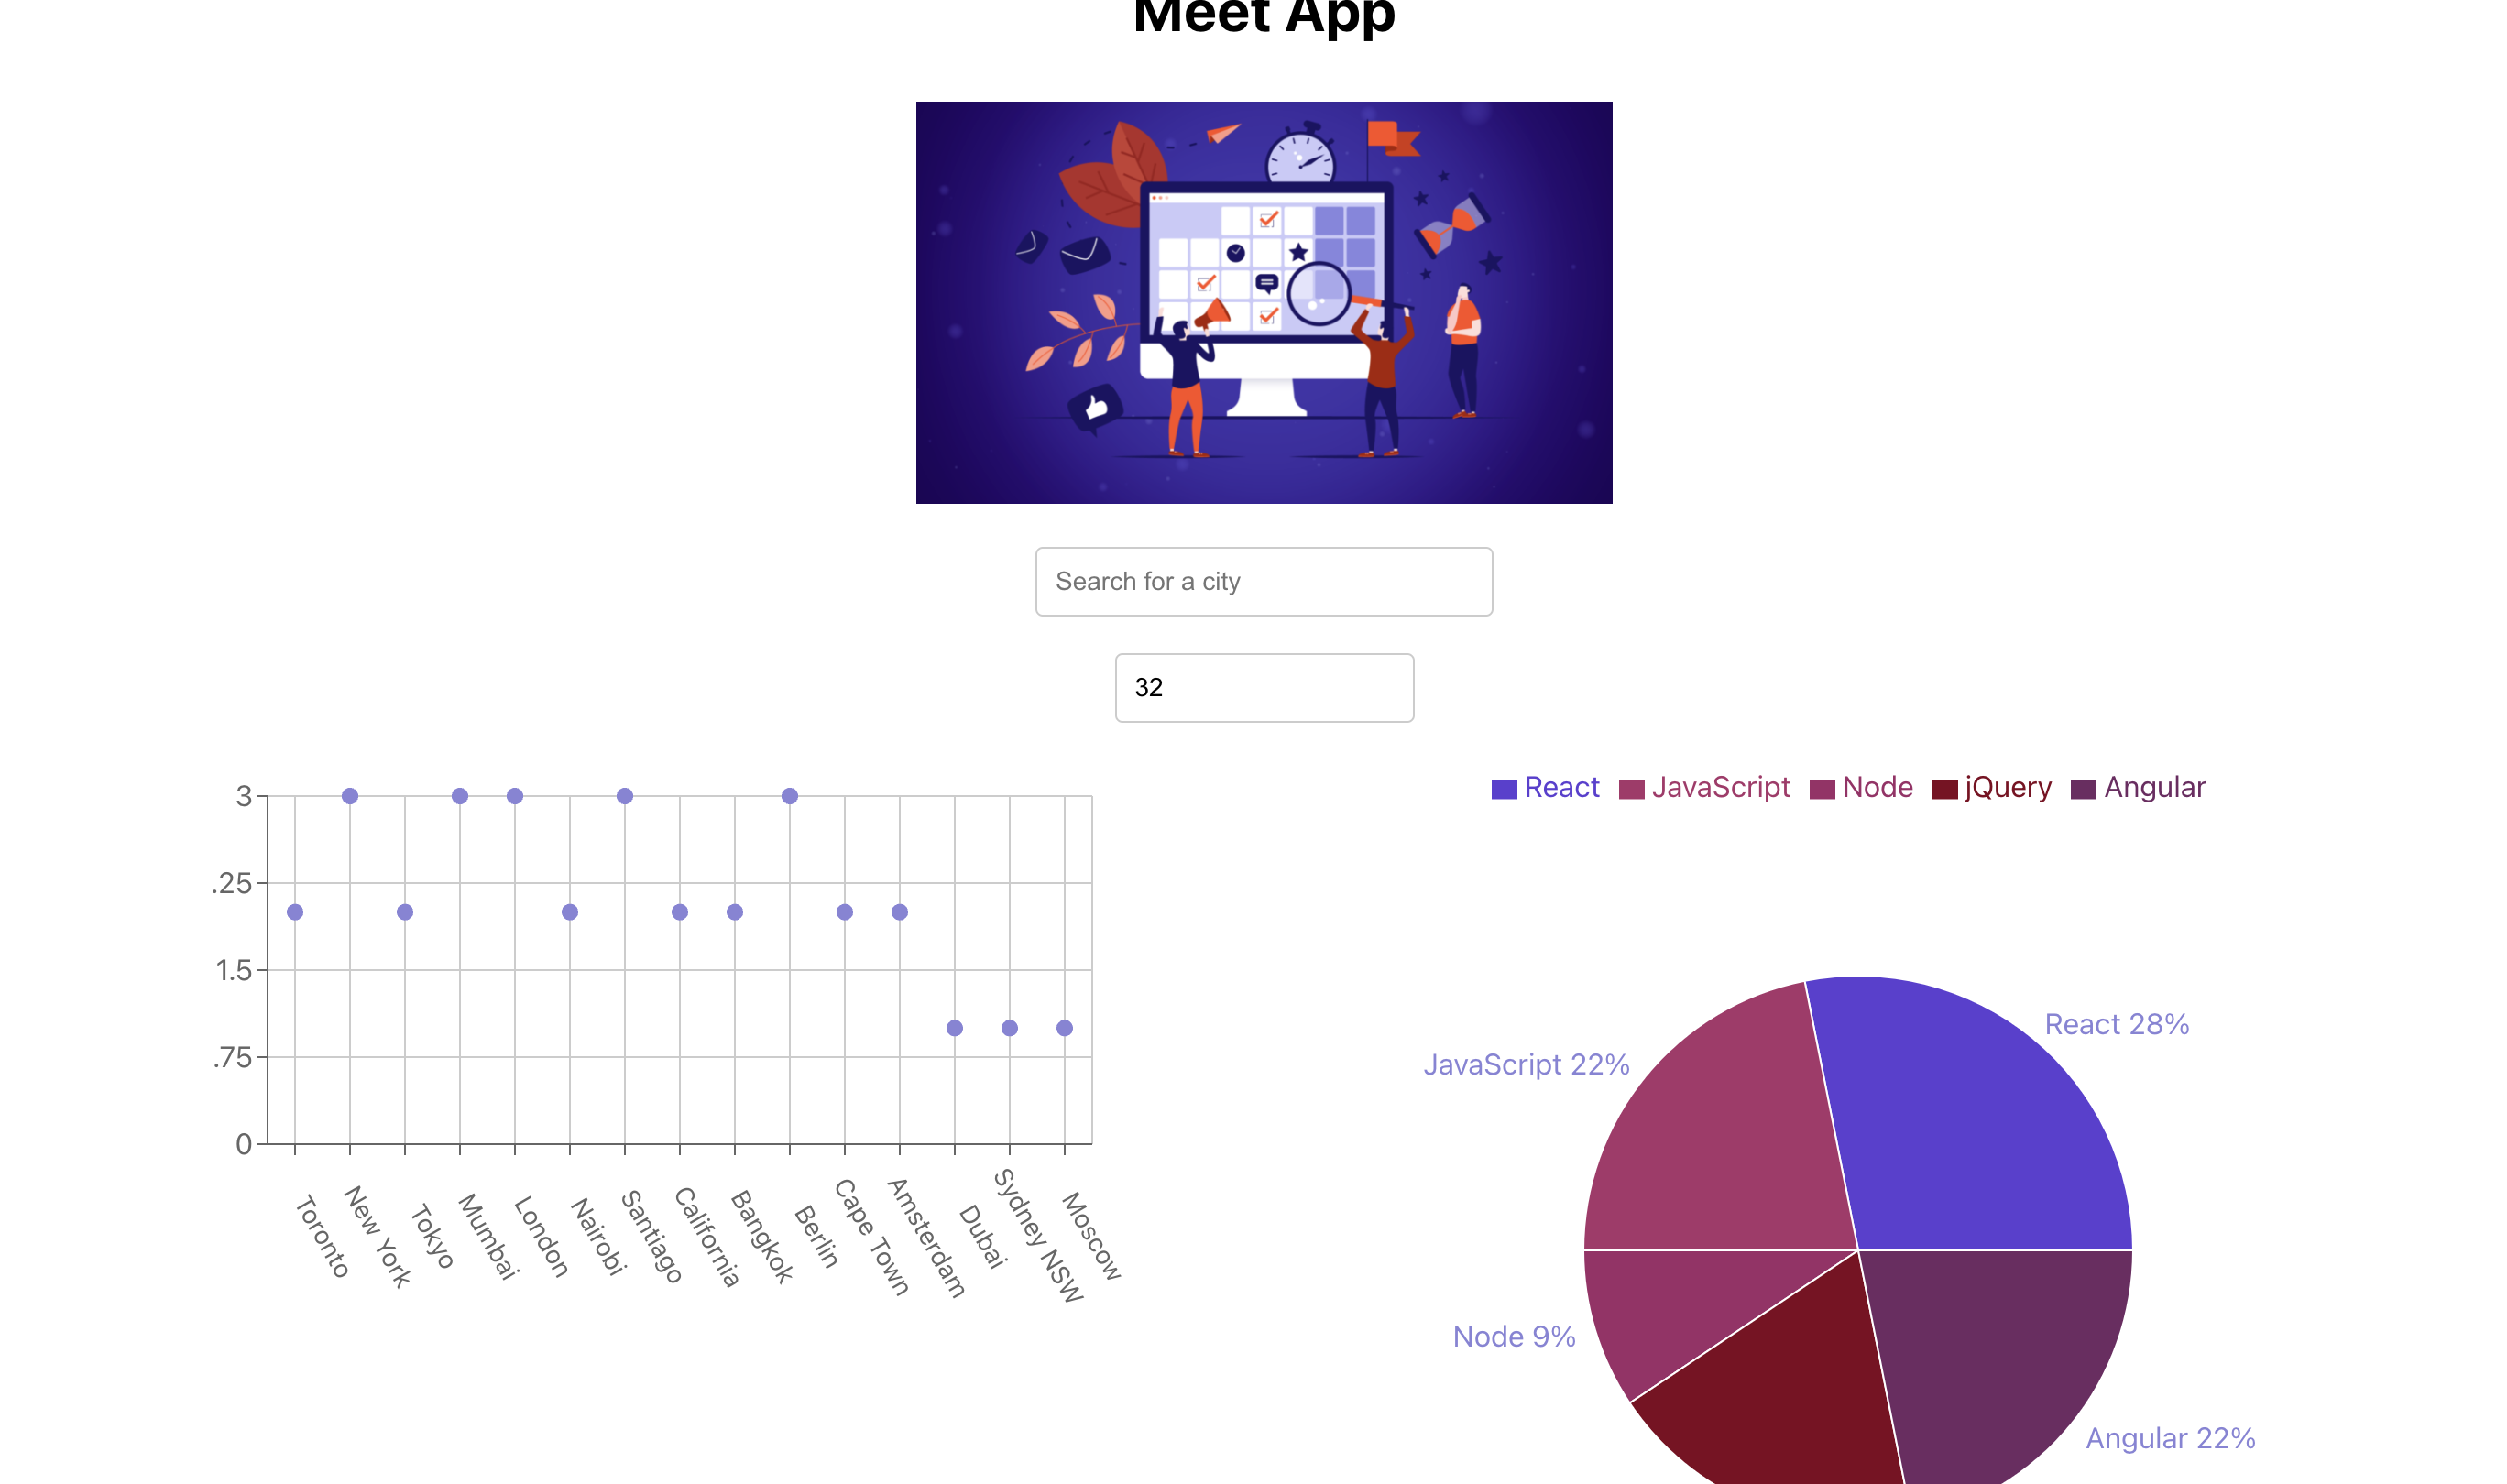 Meet App
Search for a city
32
3
.25
1.5
.75
0
Toronto
New York
Tokyo
Mumbai
London
Nairobi
Santiago
California
Bangkok
Berlin
Cape Town
Amsterdam
Dubai
Sydney NSW
Moscow
React JavaScript Node jQuery Angular
React 28%
JavaScript 22%
Node 9%
Angular 22%